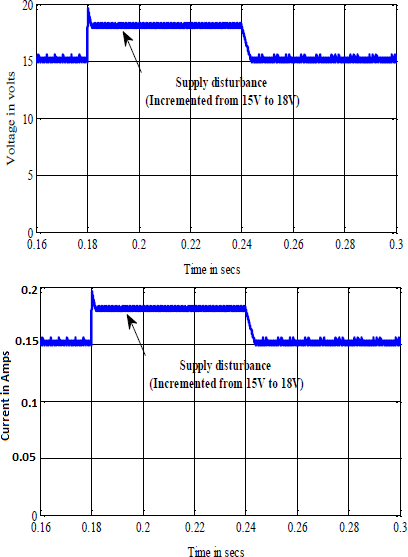 20
15
10
5
0
Voltage in volts
Supply disturbance
(Incremented from 15V to 18V)
0.16 0.18 0.2 0.22 0.24 0.26 0.28 0.3
Time in secs
0.2
0.15
0.1
0.05
0
Current in Amps
Supply disturbance
(Incremented from 15V to 18V)
0.16 0.18 0.2 0.22 0.24 0.26 0.28 0.3
Time in secs